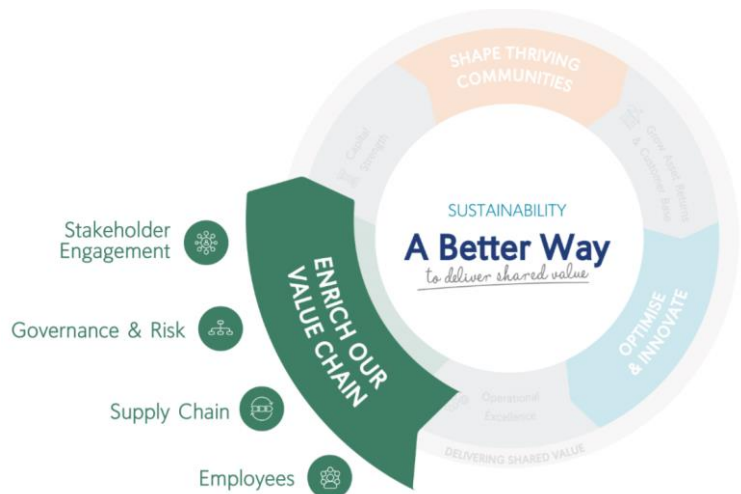 SHAPE THRIVING
COMMUNITIES
Capital
Strength
Grow Asset Returns
& Customer Base
SUSTAINABILITY
A Better Way
to deliver shared value
Stakeholder
Engagement
Governance & Risk
ENRICH OUR
VALUE CHAIN
OPTIMISE
& INNOVATE
Supply Chain
Operational
Excellence
DELIVERING SHARED VALUE
Employees